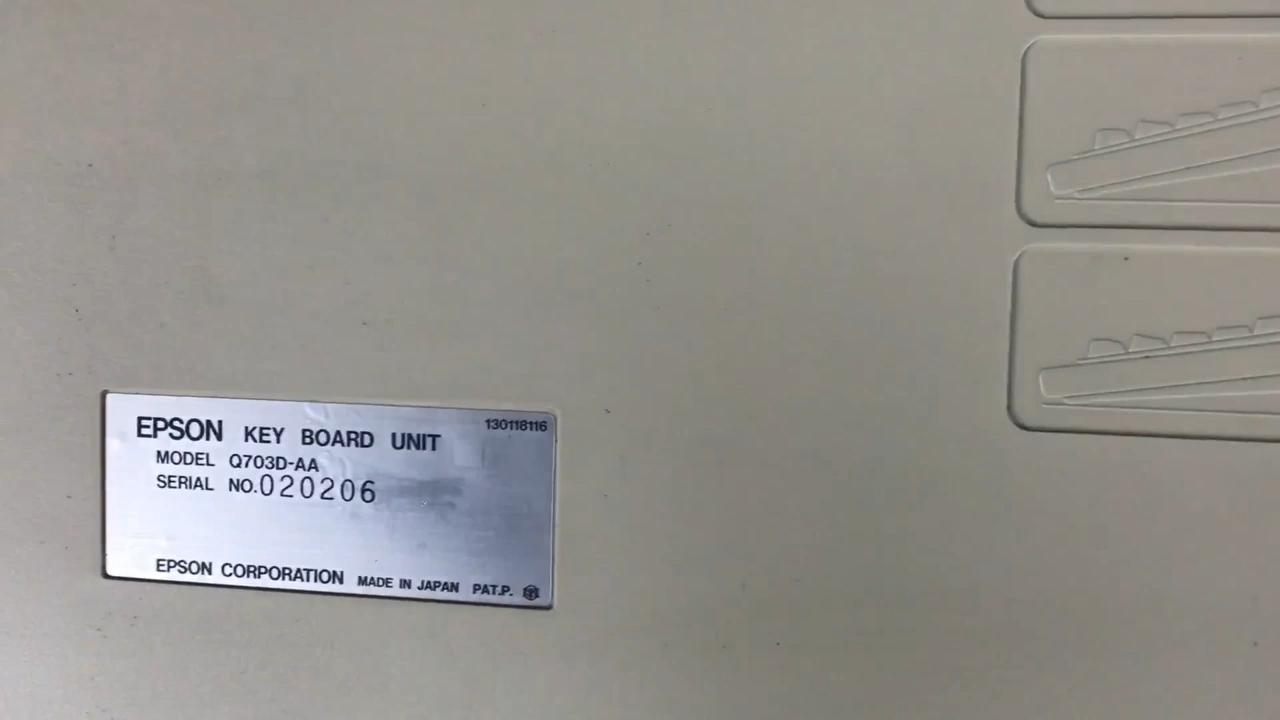 EPSON KEY BOARD UNIT 130118116
MODEL Q703D-AA
SERIAL NO.020206
EPSON CORPORATION MADE IN JAPAN PAT.P.